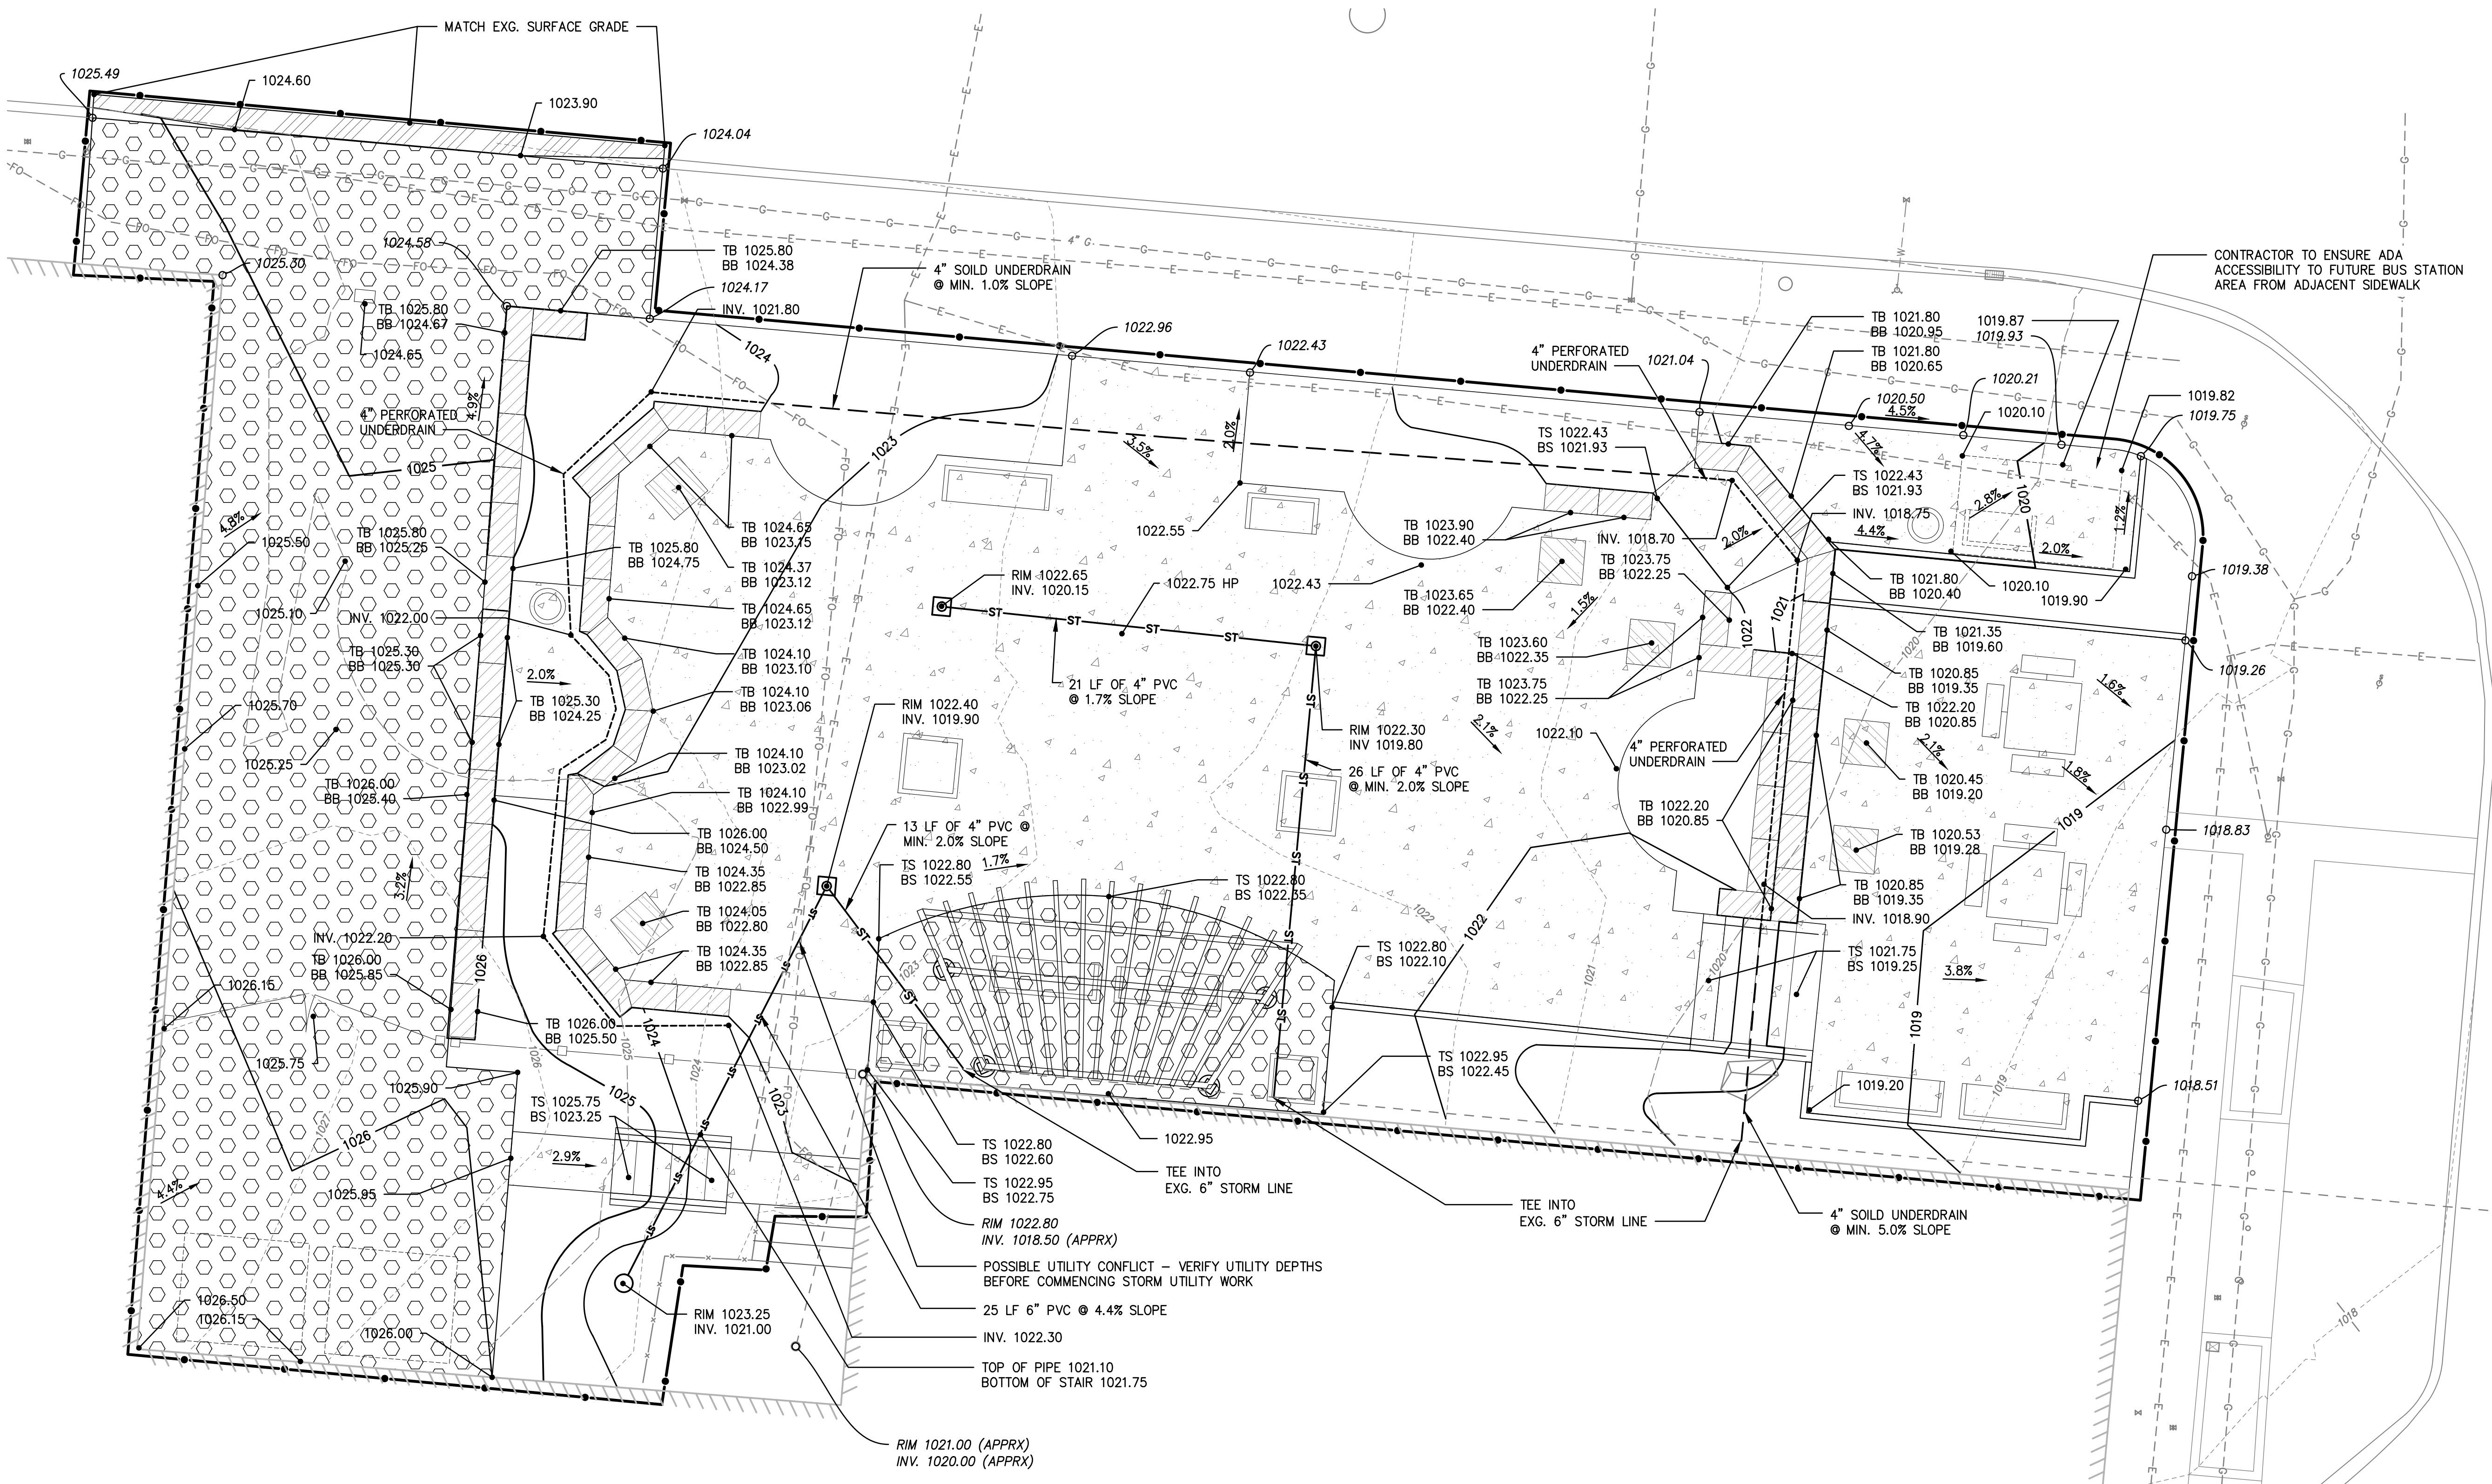 MATCH EXG. SURFACE GRADE
1025.49
1024.60
1023.90
1024.04
1024.58
1025.30
TB 1025.80
BB 1024.38
1024.17
INV. 1021.80
4" SOILD UNDERDRAIN
@ MIN. 1.0% SLOPE
4" G
CONTRACTOR TO ENSURE ADA
ACCESSIBILITY TO FUTURE BUS STATION
AREA FROM ADJACENT SIDEWALK
TB 1025.80
BB 1024.67
1024.65
1024
1022.96
1022.43
4" PERFORATED
UNDERDRAIN
1021.04
TB 1021.80
BB 1020.95
TB 1021.80
BB 1020.65
1019.87
1019.93
1020.21
1020.50
1020.10
4.5%
1019.82
1019.75
4.9%
4" PERFORATED
UNDERDRAIN
1025
1023
3.5%
2.0%
TS 1022.43
BS 1021.93
4.7%
TS 1022.43
BS 1021.93
INV. 1018.75
2.8%
1020
1.2%
4.4%
2.0%
4.8%
1025.50
TB 1025.80
BB 1025.25
TB 1025.80
BB 1024.75
TB 1024.65
BB 1023.15
TB 1024.37
BB 1023.12
1022.55
TB 1023.90
BB 1022.40
INV. 1018.70
2.0%
TB 1023.75
BB 1022.25
1022.43
TB 1021.80
BB 1020.40
1020.10
1019.90
1019.38
1025.10
INV. 1022.00
TB 1024.65
BB 1023.12
RIM 1022.65
INV. 1020.15
1022.75 HP
TB 1023.65
BB 1022.40
1.5%
1021
1022
TB 1021.35
BB 1019.60
1020
TB 1025.30
BB 1025.30
2.0%
TB 1024.10
BB 1023.10
TB 1023.60
BB 1022.35
TB 1020.85
BB 1019.35
1019.26
TB 1025.30
BB 1024.25
TB 1024.10
BB 1023.06
21 LF OF 4" PVC
@ 1.7% SLOPE
TB 1023.75
BB 1022.25
TB 1022.20
BB 1020.85
1.6%
1025.70
RIM 1022.40
INV. 1019.90
RIM 1022.30
INV 1019.80
2.1%
1022.10
4" PERFORATED
UNDERDRAIN
2.1%
1025.25
TB 1024.10
BB 1023.02
26 LF OF 4" PVC
@ MIN. 2.0% SLOPE
TB 1020.45
BB 1019.20
1.8%
TB 1026.00
BB 1025.40
TB 1024.10
BB 1022.99
TB 1022.20
BB 1020.85
TB 1026.00
BB 1024.50
13 LF OF 4" PVC @
MIN. 2.0% SLOPE
TB 1020.53
BB 1019.28
1019
1018.83
3.2%
TB 1024.35
BB 1022.85
TS 1022.80
BS 1022.55
1.7%
TS 1022.80
BS 1022.35
TB 1020.85
BB 1019.35
TB 1024.05
BB 1022.80
1022
1022
INV. 1018.90
INV. 1022.20
TB 1024.35
BB 1022.85
TS 1022.80
BS 1022.10
TS 1021.75
BS 1019.25
TB 1026.00
BB 1025.85
1026
1023
1021
1020
3.8%
1026.15
TB 1026.00
BB 1025.50
1024
1026
1025
1024
1019
1025.75
1025.90
1025
1023
TS 1022.95
BS 1022.45
1019.20
1019
1018.51
TS 1025.75
BS 1023.25
1027
1026
1022.95
TS 1022.80
BS 1022.60
2.9%
TEE INTO
EXG. 6" STORM LINE
TS 1022.95
BS 1022.75
4.4%
1025.95
TEE INTO
EXG. 6" STORM LINE
4" SOILD UNDERDRAIN
@ MIN. 5.0% SLOPE
RIM 1022.80
INV. 1018.50 (APPRX)
POSSIBLE UTILITY CONFLICT – VERIFY UTILITY DEPTHS
BEFORE COMMENCING STORM UTILITY WORK
1026.50
1026.15
1026.00
RIM 1023.25
INV. 1021.00
25 LF 6" PVC @ 4.4% SLOPE
1018
INV. 1022.30
TOP OF PIPE 1021.10
BOTTOM OF STAIR 1021.75
RIM 1021.00 (APPRX)
INV. 1020.00 (APPRX)